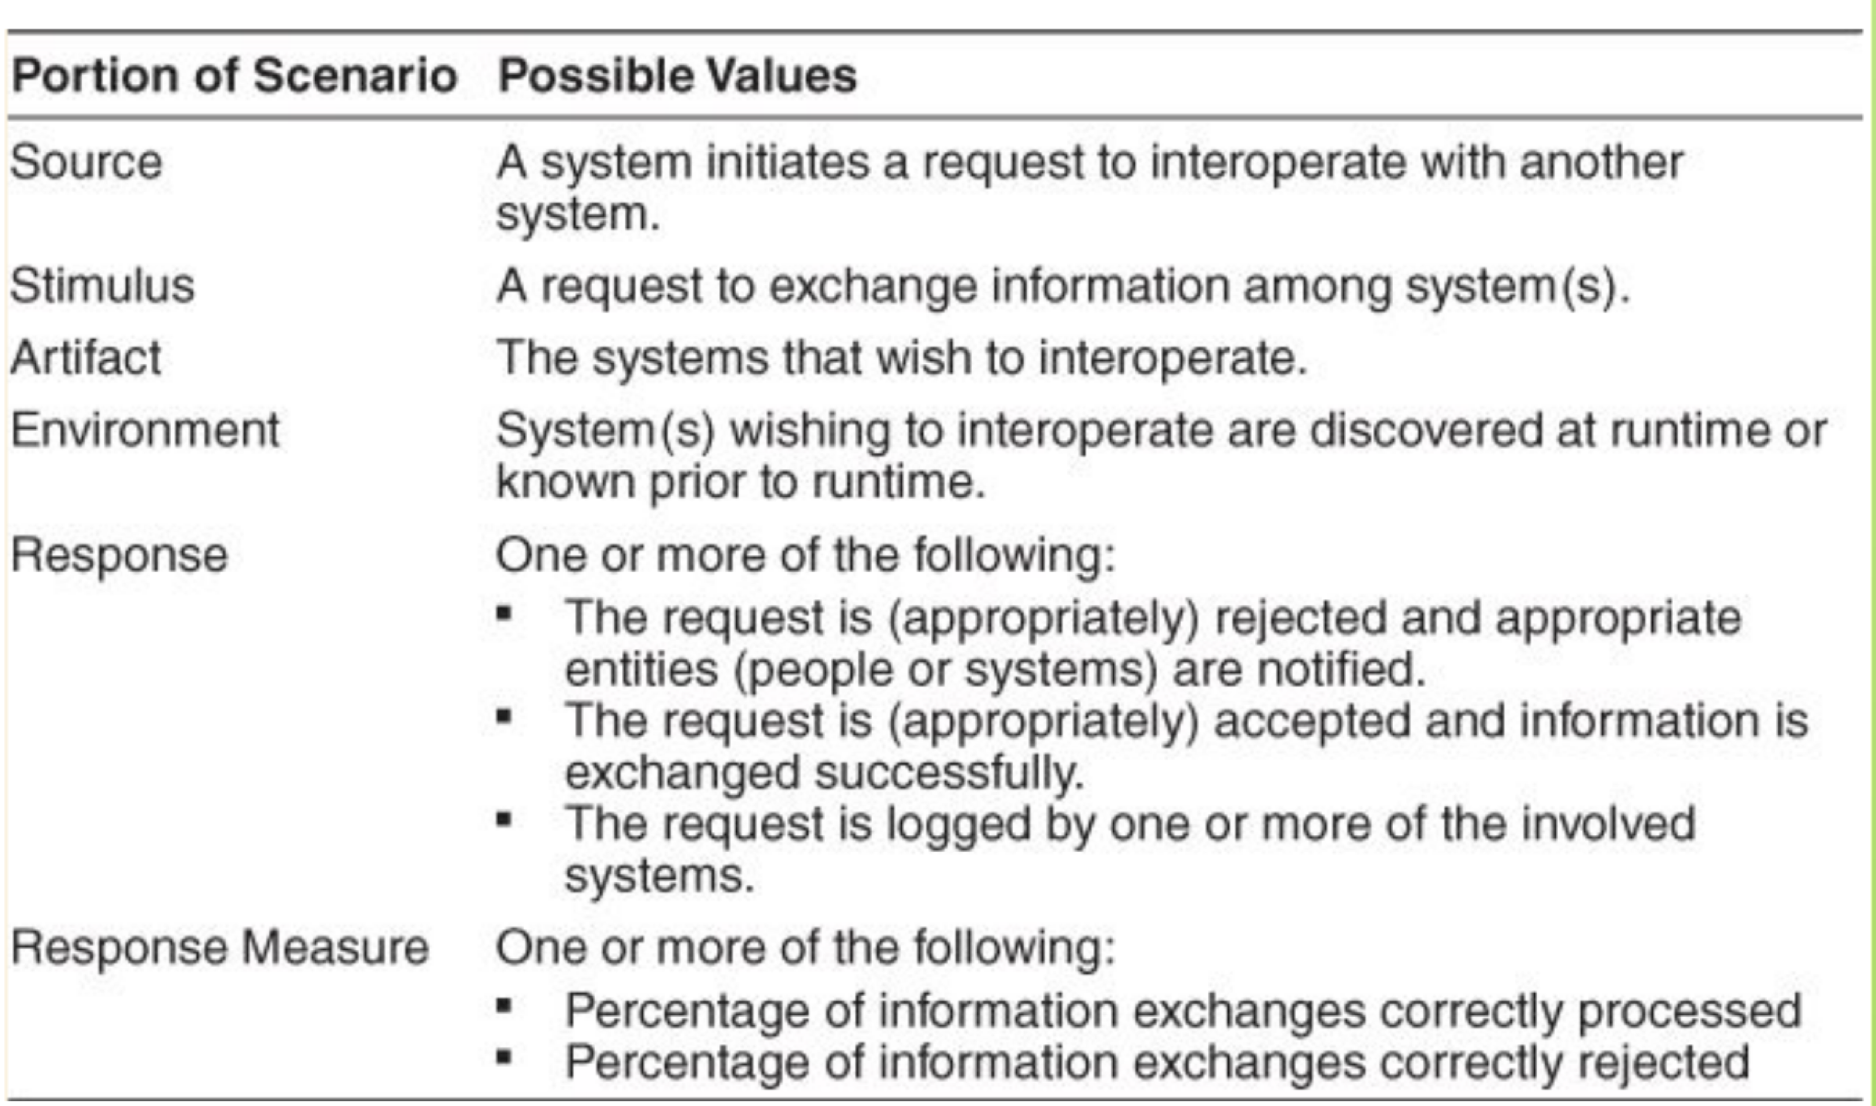 Portion of Scenario Possible Values
Source A system initiates a request to interoperate with another
system.
Stimulus A request to exchange information among system(s).
Artifact The systems that wish to interoperate.
Environment System(s) wishing to interoperate are discovered at runtime or
known prior to runtime.
Response One or more of the following:
▪ The request is (appropriately) rejected and appropriate
entities (people or systems) are notified.
▪ The request is (appropriately) accepted and information is
exchanged successfully.
▪ The request is logged by one or more of the involved
systems.
Response Measure One or more of the following:
▪ Percentage of information exchanges correctly processed
▪ Percentage of information exchanges correctly rejected